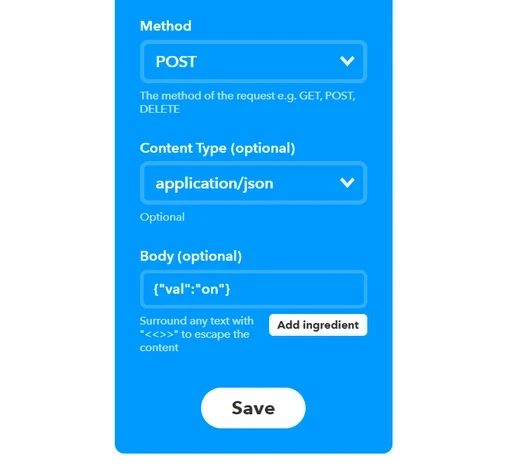 Method
POST
The method of the request e.g. GET, POST,
DELETE
Content Type (optional)
application/json
Optional
Body (optional)
{"val":"on"}
Surround any text with
"<<>>" to escape the
content
Add ingredient
Save